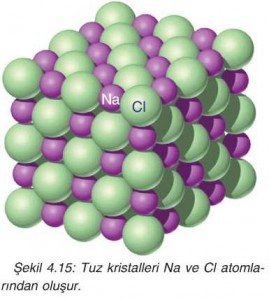 Na
Cl
Şekil 4.15: Tuz kristalleri Na ve Cl atomla-
rından oluşur.